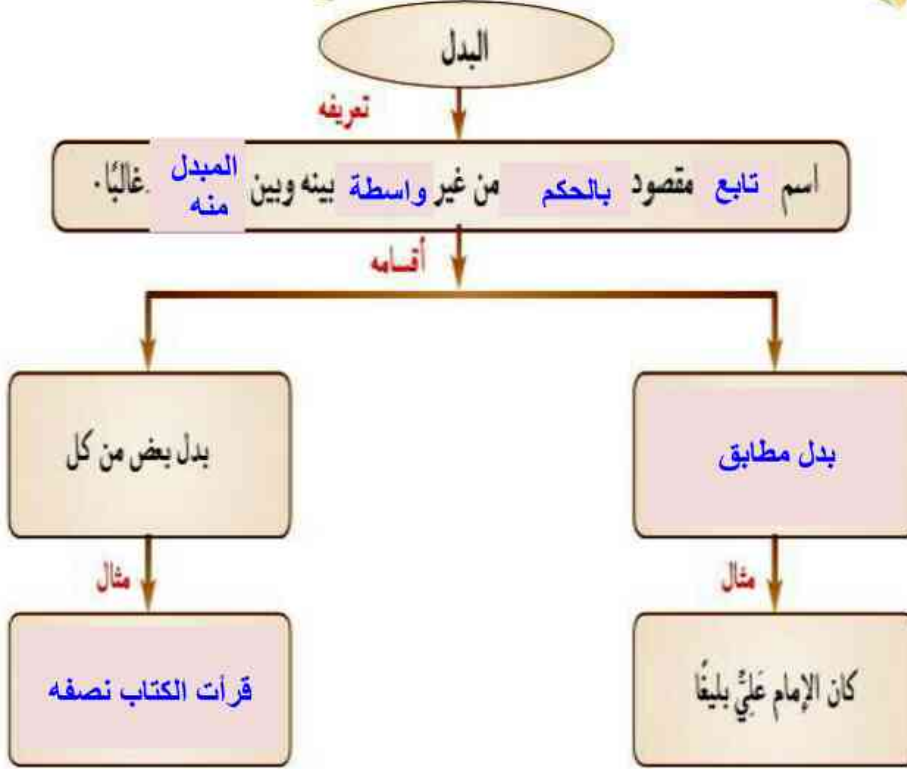 البدل
تعريفه
اسم تابع مقصود بالحكم من غير واسطة بينه وبين المبدل منه غالبًا.
أقسامه
بدل مطابق
بدل بعض من كل
مثال
مثال
كان الإمام عَلِيٌّ بليغًا
قرأت الكتاب نصفه